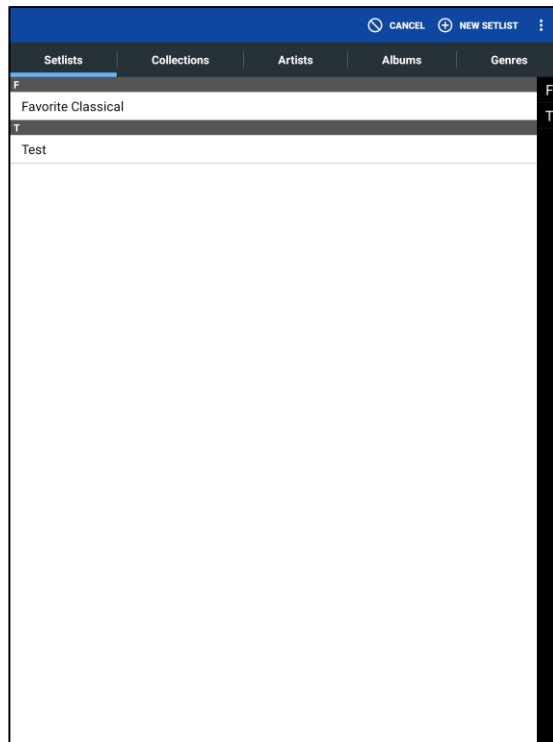 CANCEL NEW SETLIST
Setlists Collections Artists Albums Genres
F
Favorite Classical
T
Test
F
T